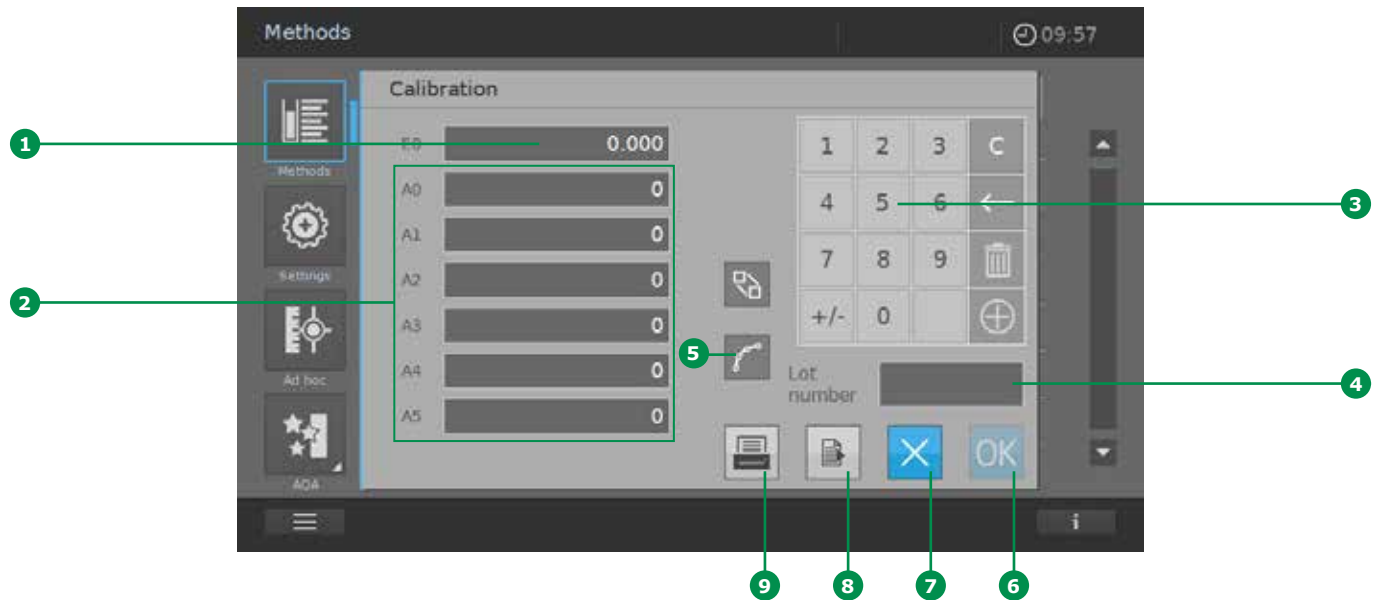 Methods 09:57
Calibration
Methods
Settings
Ad hoc
AQA
E0 0.000
A0 0
A1 0
A2 0
A3 0
A4 0
A5 0
1 2 3 C
4 5 6
7 8 9
+/- 0
Lot
number
OK
i
1
2
3
4
5
6
7
8
9